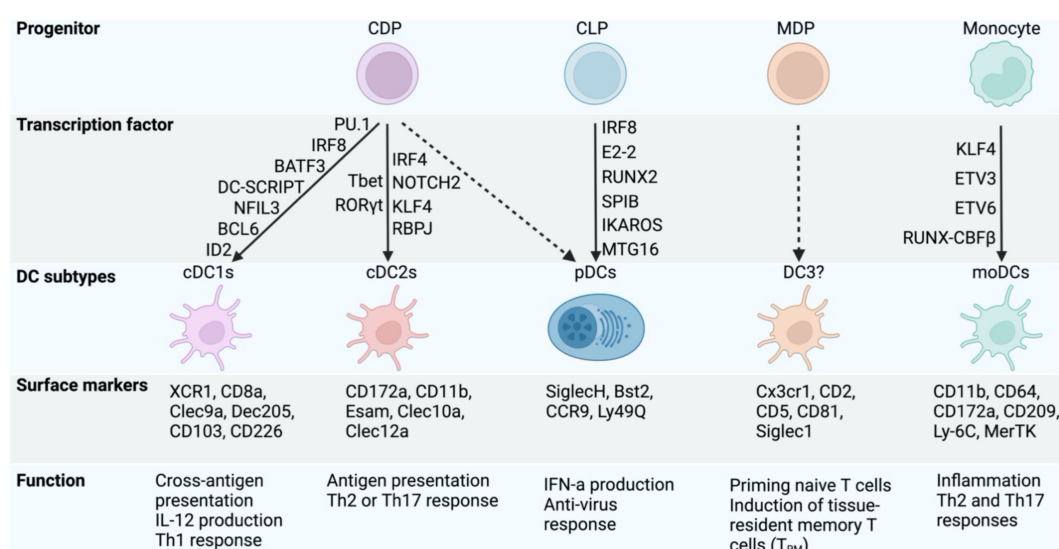 Progenitor
CDP
CLP
MDP
Monocyte
Transcription factor
PU.1
IRF8
BATF3
DC-SCRIPT
NFIL3
BCL6
ID2
Tbet
RORγt
IRF4
NOTCH2
KLF4
RBPJ
IRF8
E2-2
RUNX2
SPIB
IKAROS
MTG16
KLF4
ETV3
ETV6
RUNX-CBFβ
DC subtypes
cDC1s
cDC2s
pDCs
DC3?
moDCs
Surface markers
XCR1, CD8a,
Clec9a, Dec205,
CD103, CD226
CD172a, CD11b,
Esam, Clec10a,
Clec12a
SiglecH, Bst2,
CCR9, Ly49Q
Cx3cr1, CD2,
CD5, CD81,
Siglec1
CD11b, CD64,
CD172a, CD209,
Ly-6C, MerTK
Function
Cross-antigen
presentation
IL-12 production
Th1 response
Antigen presentation
Th2 or Th17 response
IFN-a production
Anti-virus
response
Priming naive T cells
Induction of tissue-
resident memory T
cells (TRM)
Inflammation
Th2 and Th17
responses